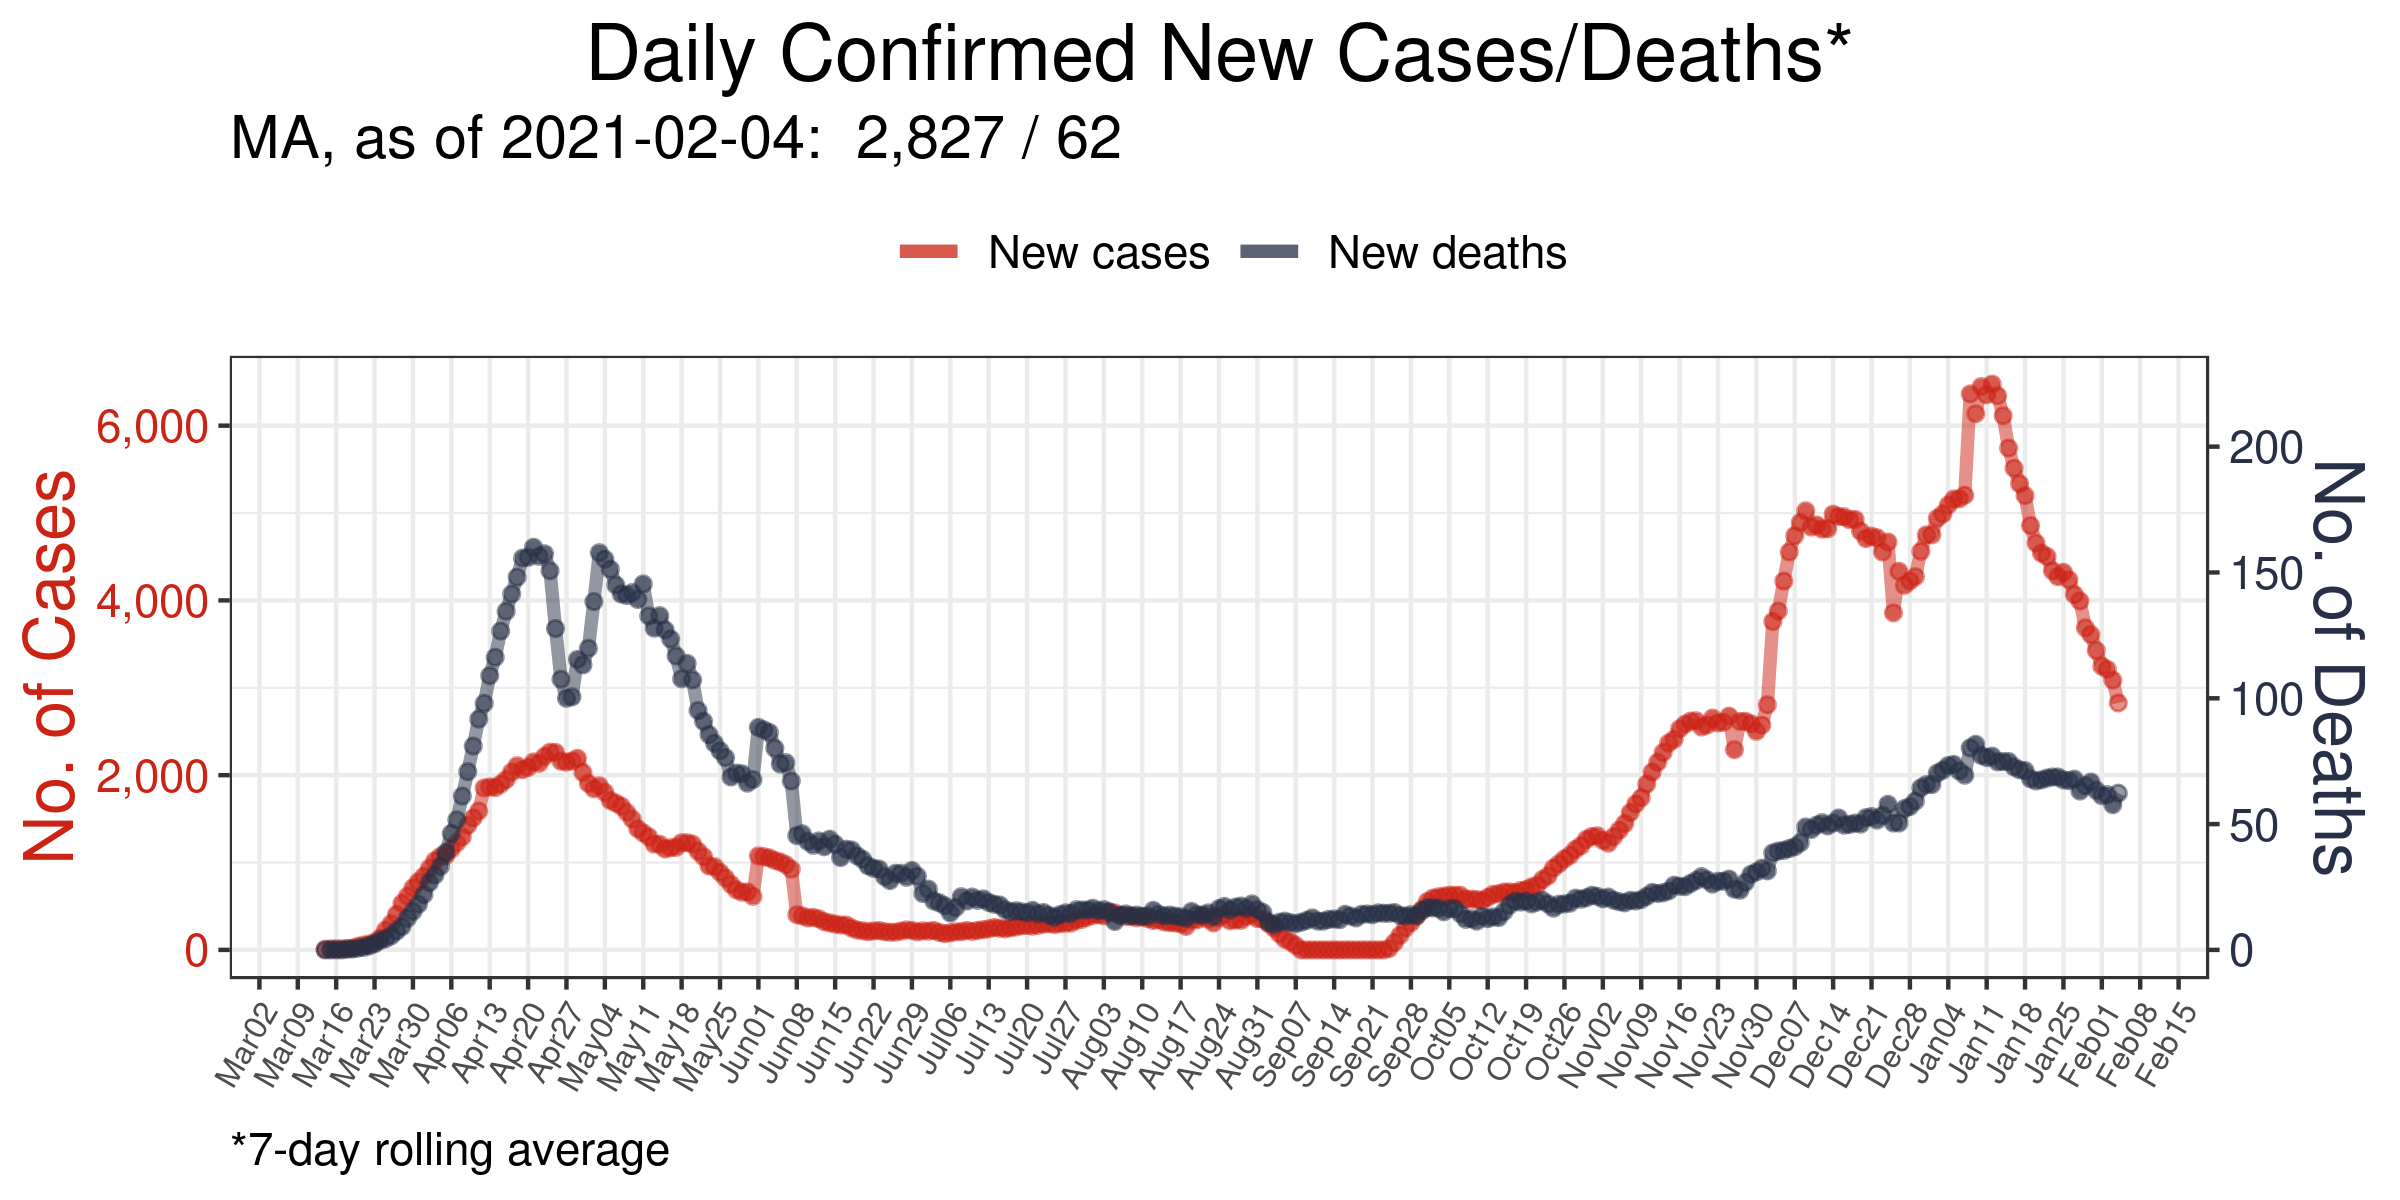 Daily Confirmed New Cases/Deaths*
MA, as of 2021-02-04:  2,827 / 62
New cases
New deaths
No. of Cases
6,000
4,000
2,000
0
200
150
100
50
0
No. of Deaths
Mar02
Mar09
Mar16
Mar23
Mar30
Apr06
Apr13
Apr20
Apr27
May04
May11
May18
May25
Jun01
Jun08
Jun15
Jun22
Jun29
Jul06
Jul13
Jul20
Jul27
Aug03
Aug10
Aug17
Aug24
Aug31
Sep07
Sep14
Sep21
Sep28
Oct05
Oct12
Oct19
Oct26
Nov02
Nov09
Nov16
Nov23
Nov30
Dec07
Dec14
Dec21
Dec28
Jan04
Jan11
Jan18
Jan25
Feb01
Feb08
Feb15
*7-day rolling average